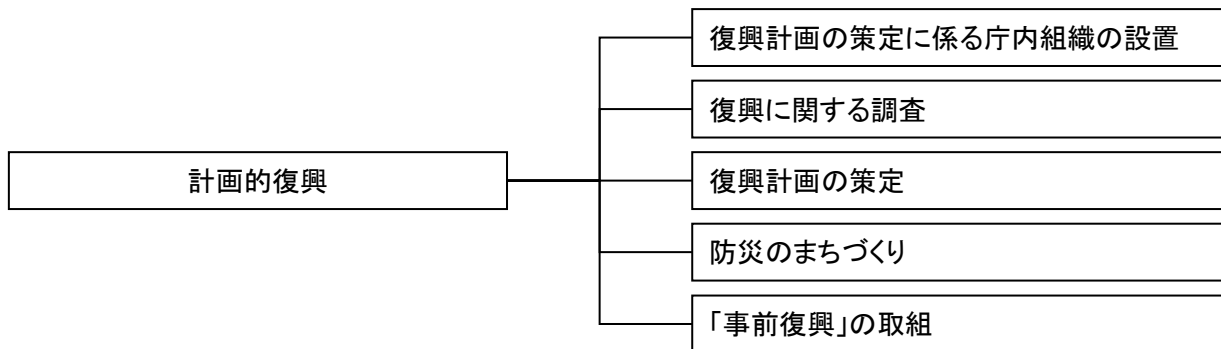 復興計画の策定に係る庁内組織の設置
復興に関する調査
計画的復興
復興計画の策定
防災のまちづくり
「事前復興」の取組